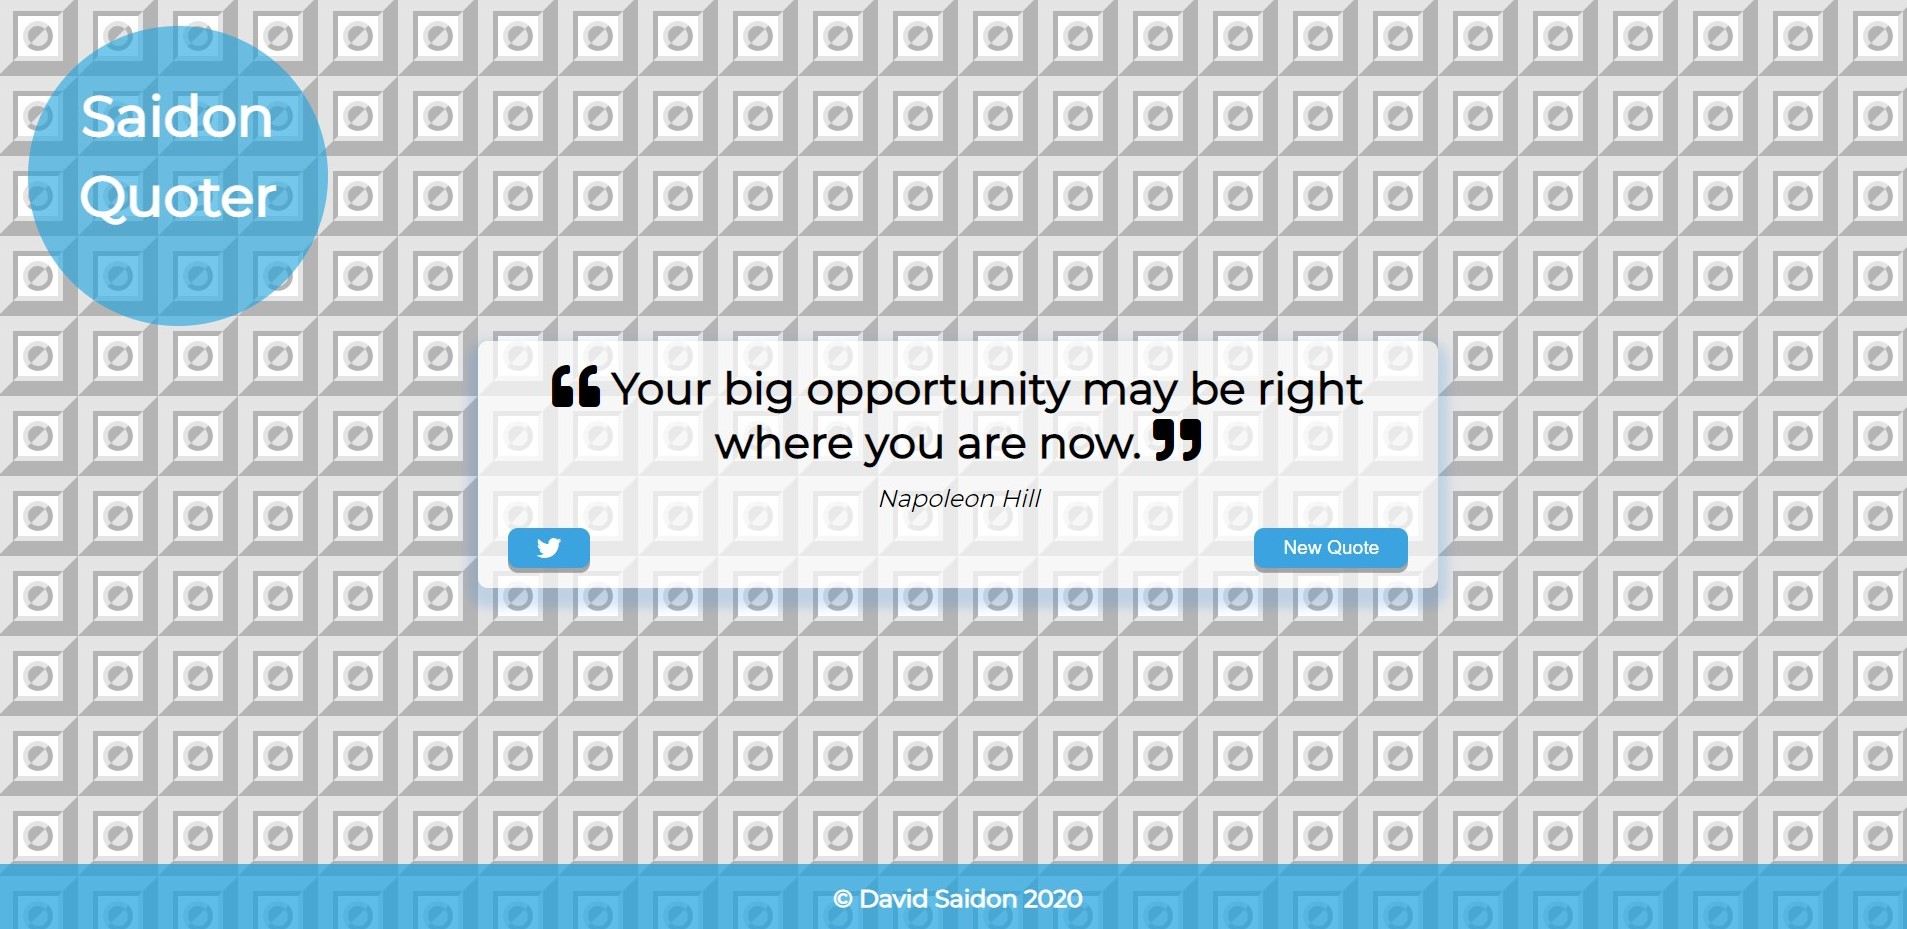 Saidon
Quoter
“ Your big opportunity may be right
where you are now. ”
Napoleon Hill
New Quote
© David Saidon 2020